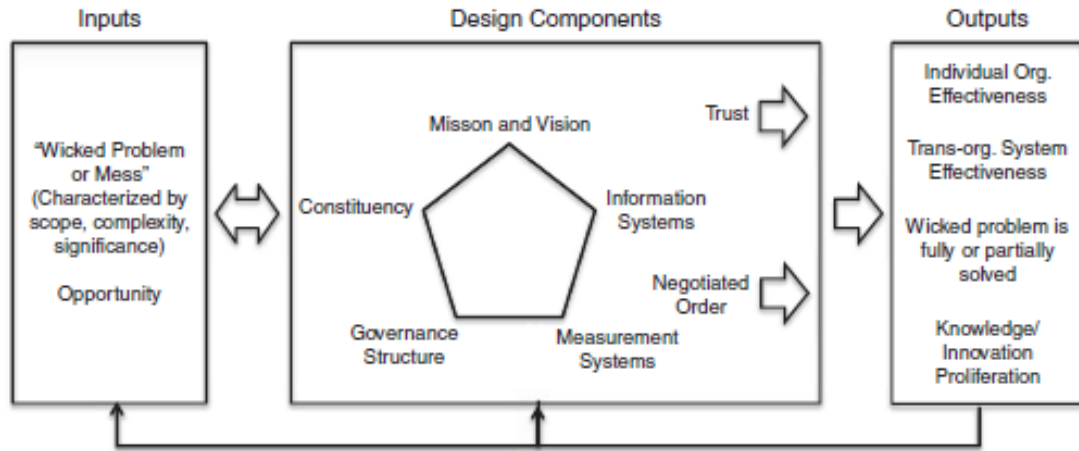 Inputs
Design Components
Outputs
“Wicked Problem
or Mess”
(Characterized by
scope, complexity,
significance)
Opportunity
Misson and Vision
Constituency
Information
Systems
Governance
Structure
Measurement
Systems
Trust
Negotiated
Order
Individual Org.
Effectiveness
Trans-org. System
Effectiveness
Wicked problem is
fully or partially
solved
Knowledge/
Innovation
Proliferation